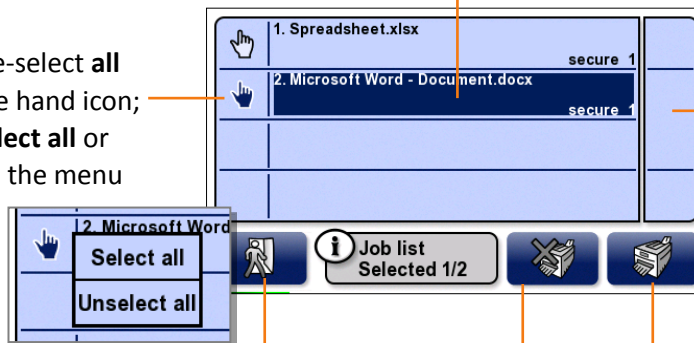 e-select all
e hand icon;
lect all or
the menu
1. Spreadsheet.xlsx
secure 1
2. Microsoft Word - Document.docx
secure 1
2. Microsoft Word
Select all
Unselect all
i
Job list
Selected 1/2